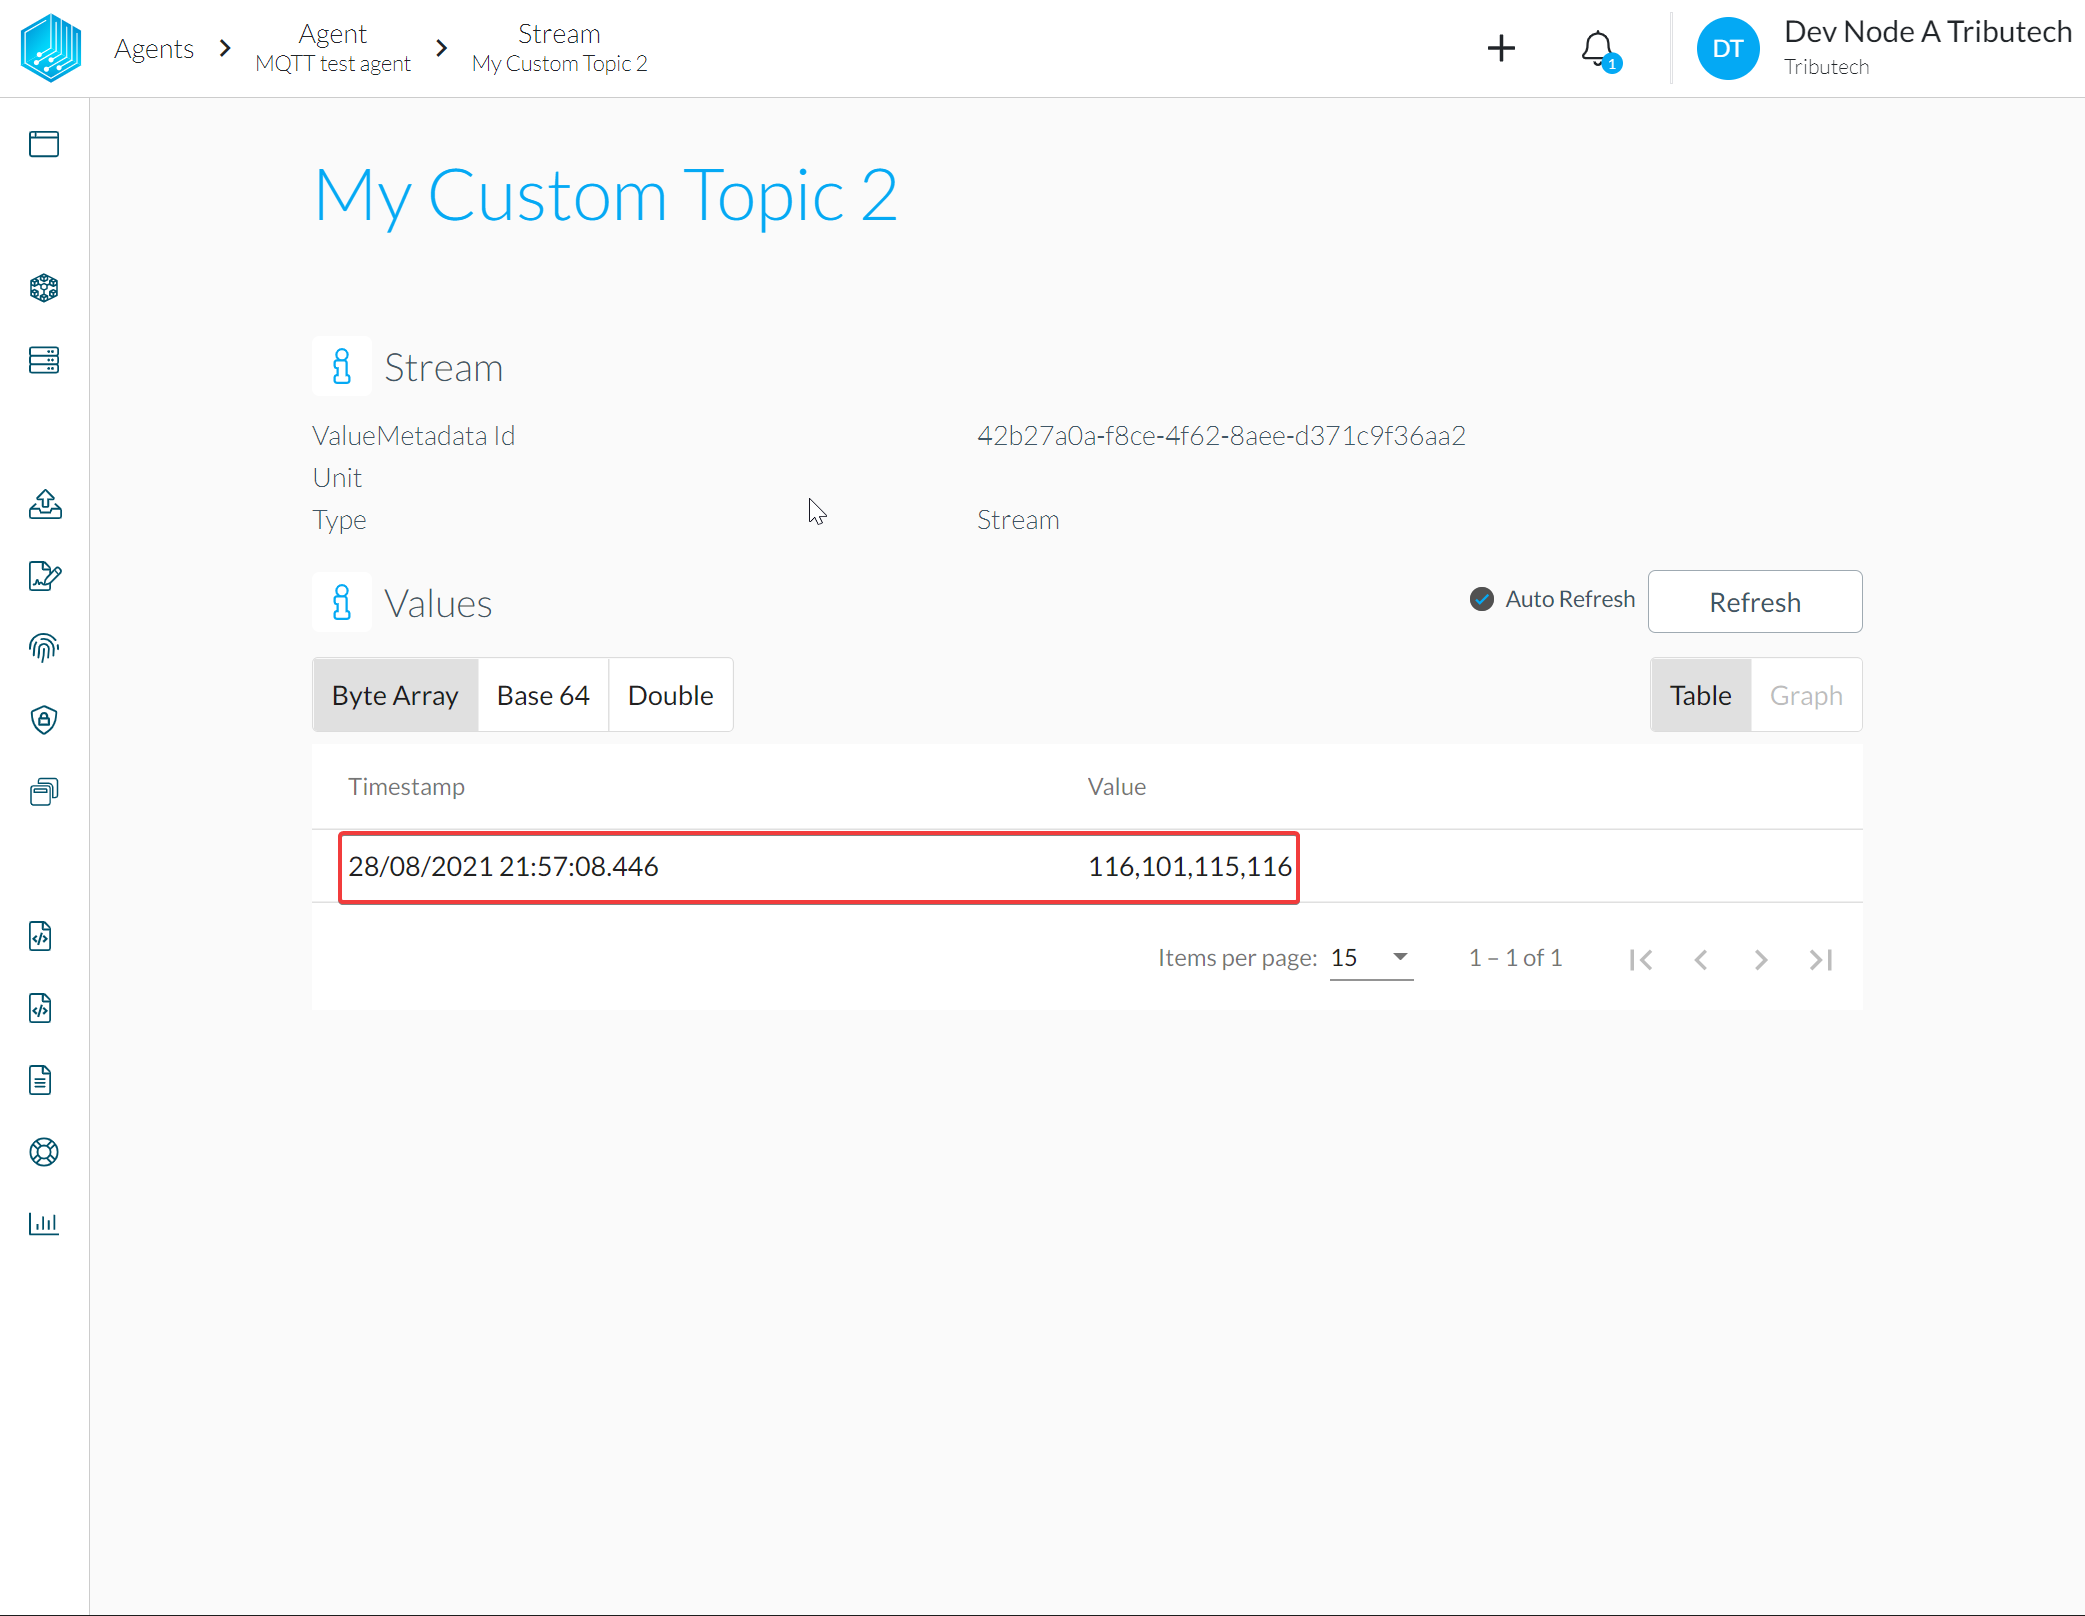 Agents
Agent
MQTT test agent
Stream
My Custom Topic 2
1
DT
Dev Node A Tributech
Tributech
My Custom Topic 2
Stream
ValueMetadata Id 42b27a0a-f8ce-4f62-8aee-d371c9f36aa2
Unit
Type Stream
Values
Auto Refresh Refresh
Byte Array Base 64 Double Table Graph
Timestamp Value
28/08/2021 21:57:08.446 116,101,115,116
Items per page: 15 1 – 1 of 1